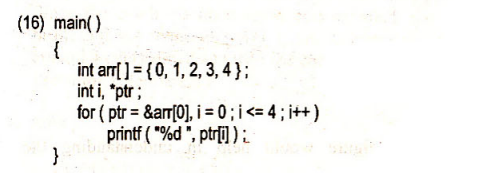 (16) main( )
{
int arr[ ] = { 0, 1, 2, 3, 4 } ;
int i, *ptr ;
for ( ptr = &arr[0], i = 0 ; i <= 4 ; i++ )
printf ( "%d ", ptr[i] ) ;
}